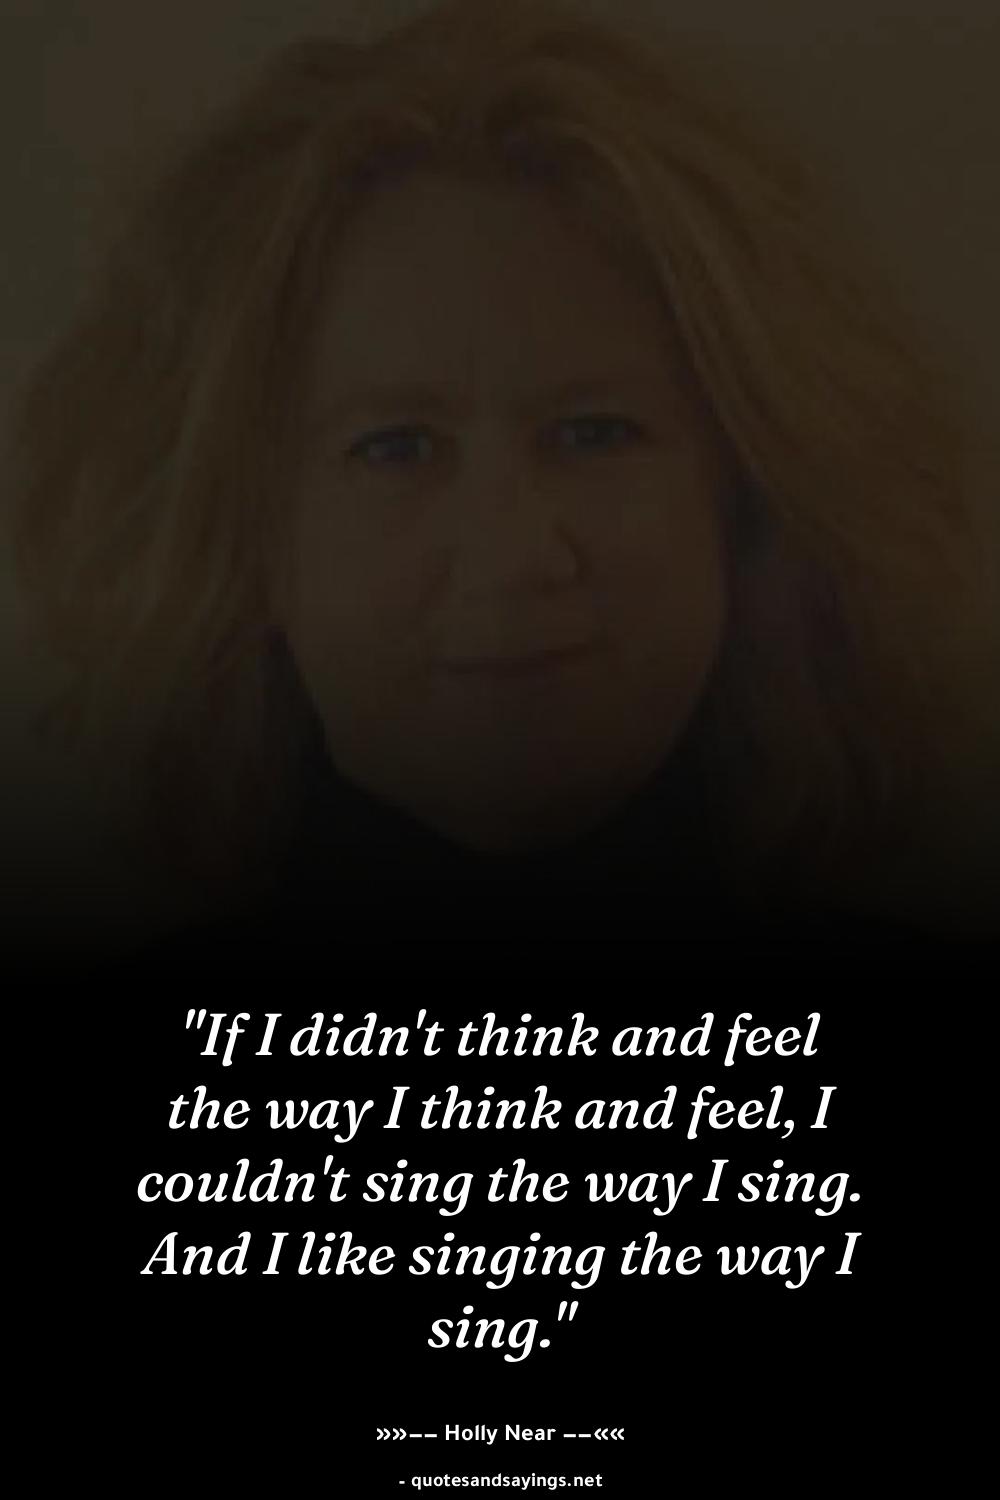 "If I didn't think and feel
the way I think and feel, I
couldn't sing the way I sing.
And I like singing the way I
sing."
»»–– Holly Near ––««
- quotesandsayings.net